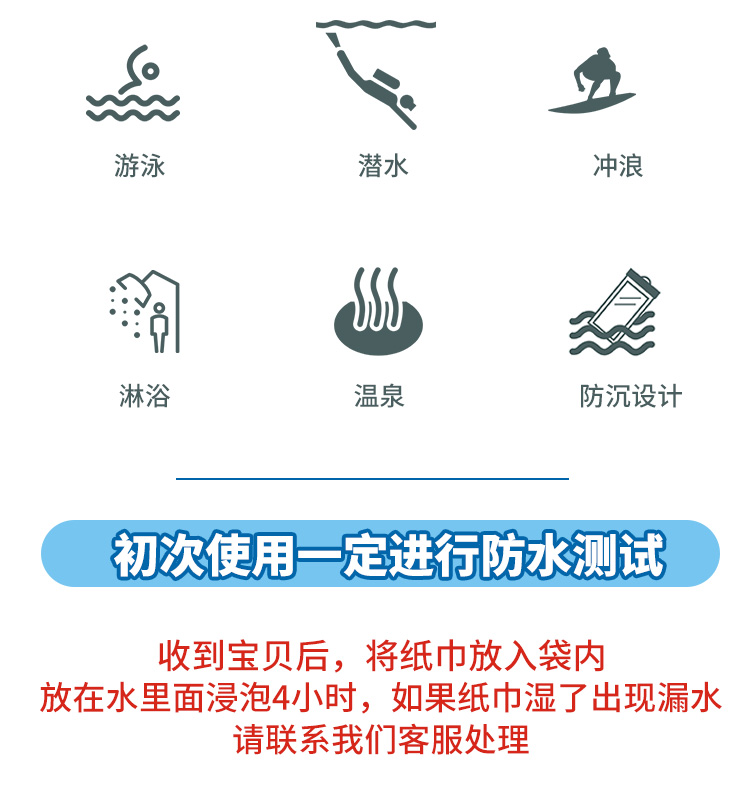 游泳
潜水
冲浪
淋浴
温泉
防沉设计
初次使用一定进行防水测试
收到宝贝后，将纸巾放入袋内
放在水里面浸泡4小时，如果纸巾湿了出现漏水
请联系我们客服处理